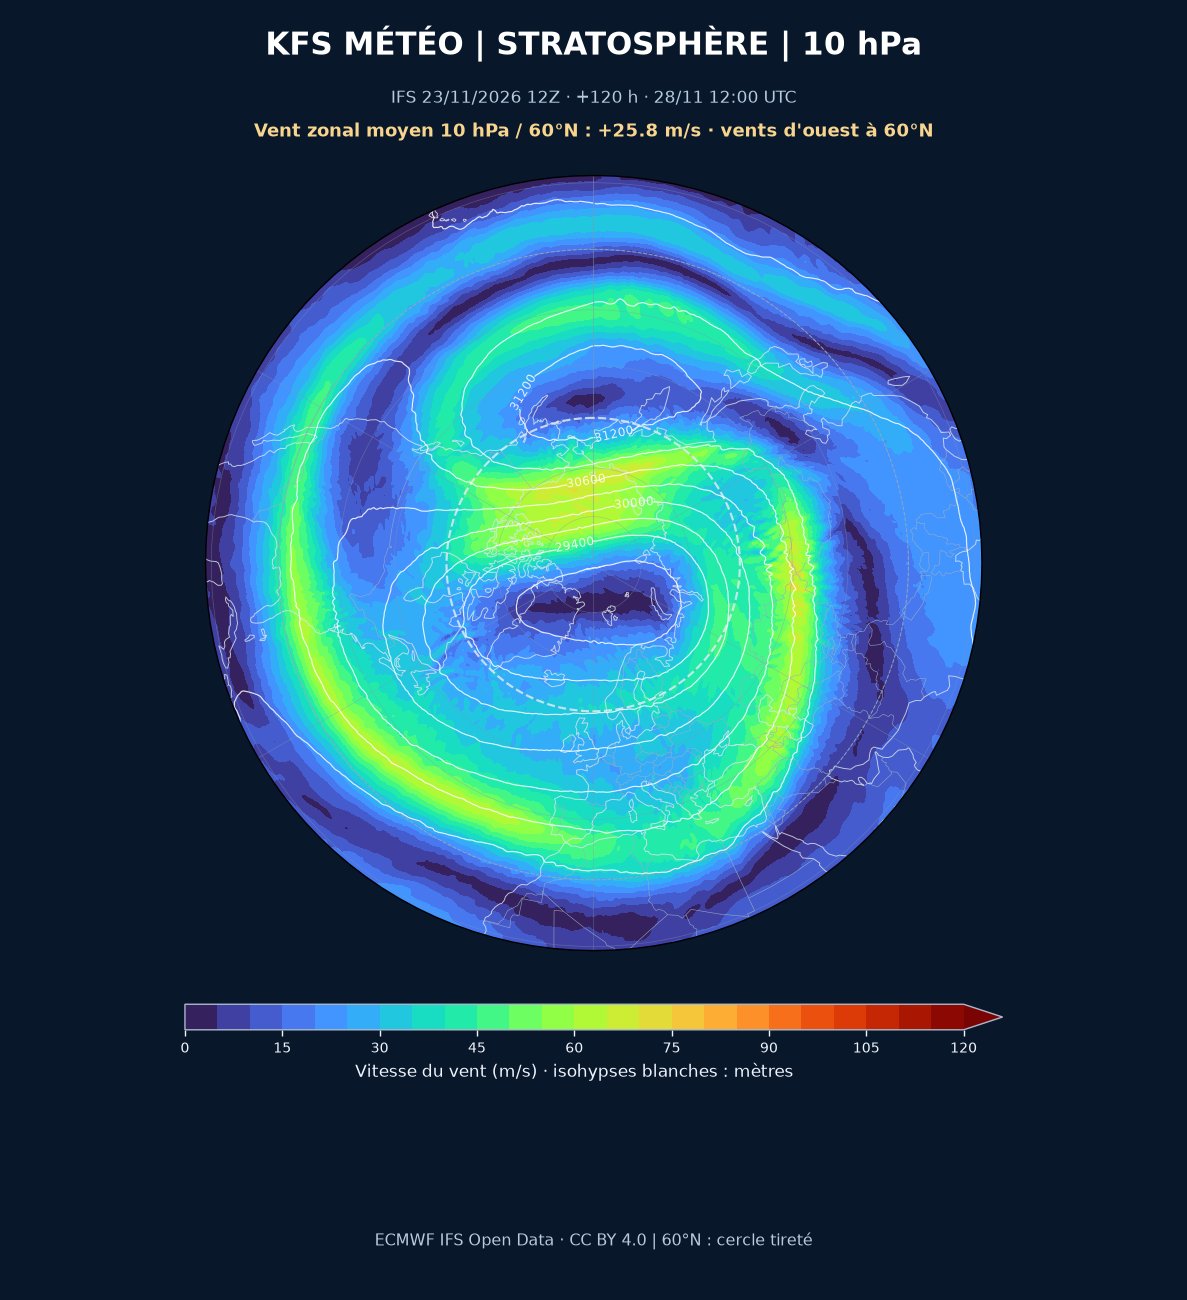 KFS MÉTÉO | STRATOSPHÈRE | 10 hPa
IFS 23/11/2026 12Z · +120 h · 28/11 12:00 UTC
Vent zonal moyen 10 hPa / 60°N : +25.8 m/s · vents d'ouest à 60°N
31200
31200
30600
30000
29400
0 15 30 45 60 75 90 105 120
Vitesse du vent (m/s) · isohypses blanches : mètres
ECMWF IFS Open Data · CC BY 4.0 | 60°N : cercle tireté